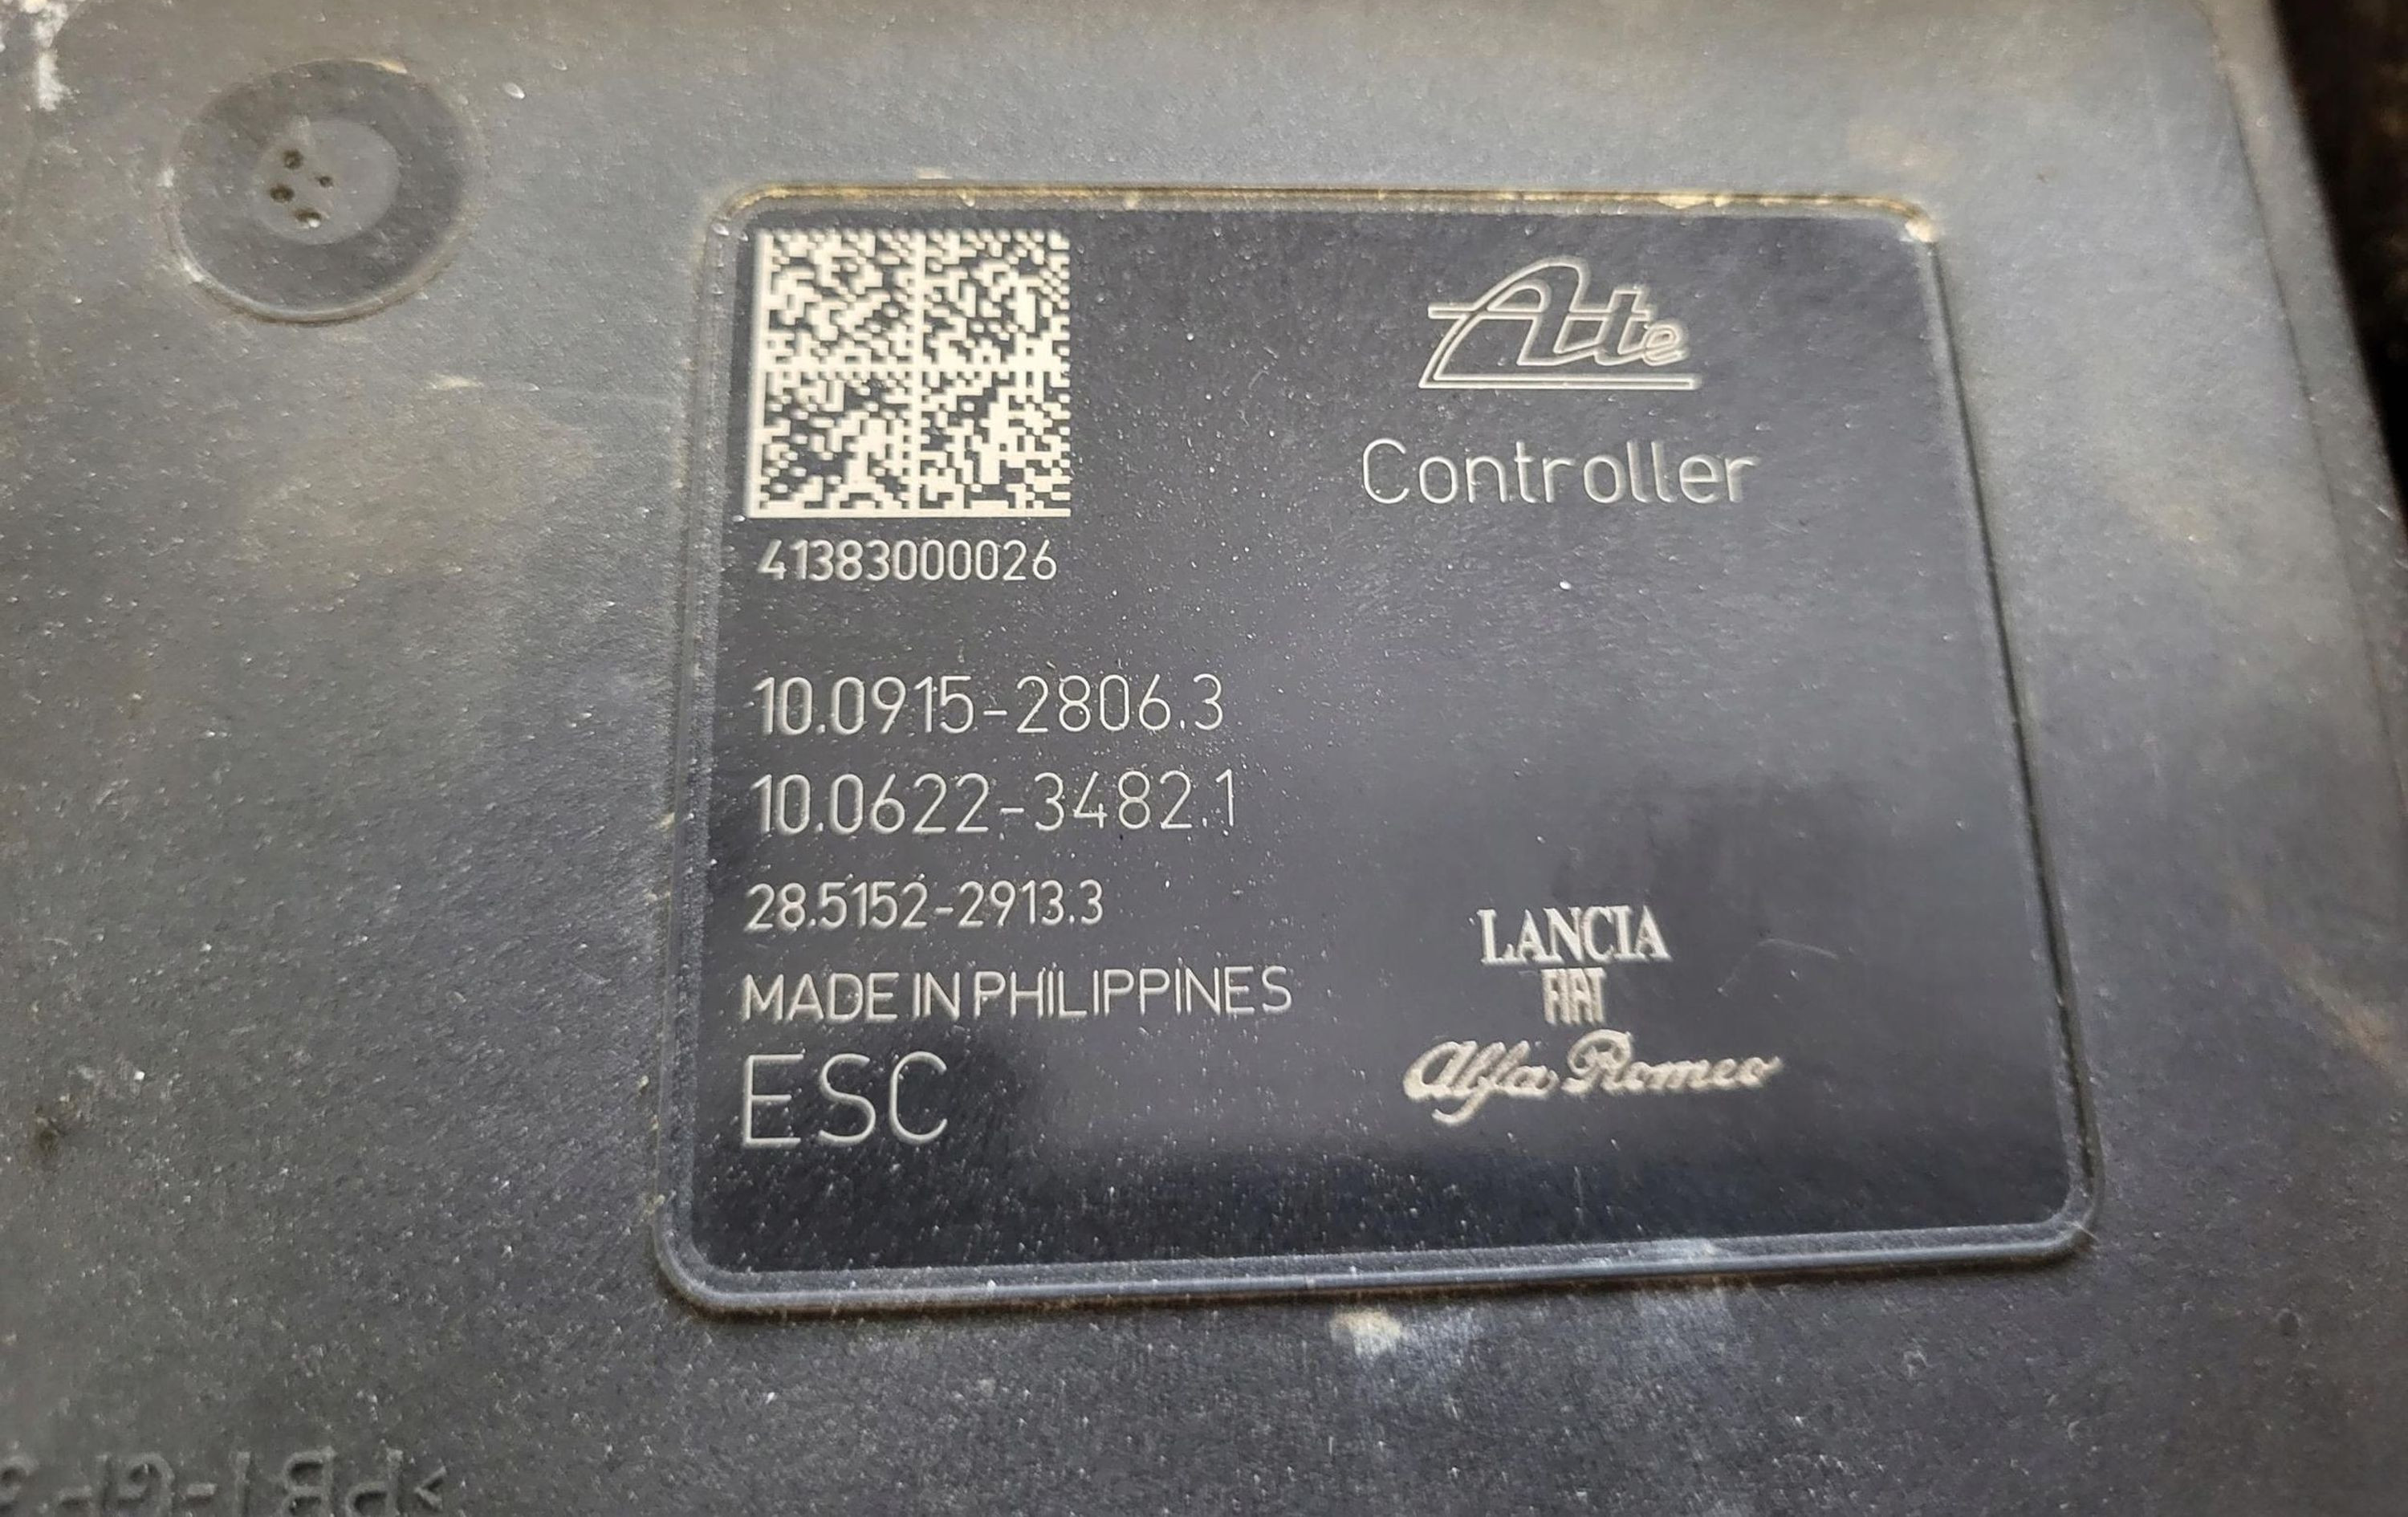 Ate
Controller
41383000026
10.0915-2806.3
10.0622-3482.1
28.5152-2913.3
MADE IN PHILIPPINES
ESC
LANCIA
FIAT
Alfa Romeo